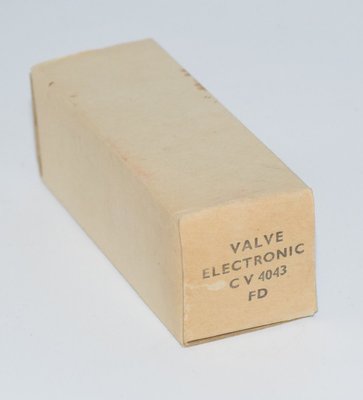 VALVE
ELECTRONIC
CV 4043
FD